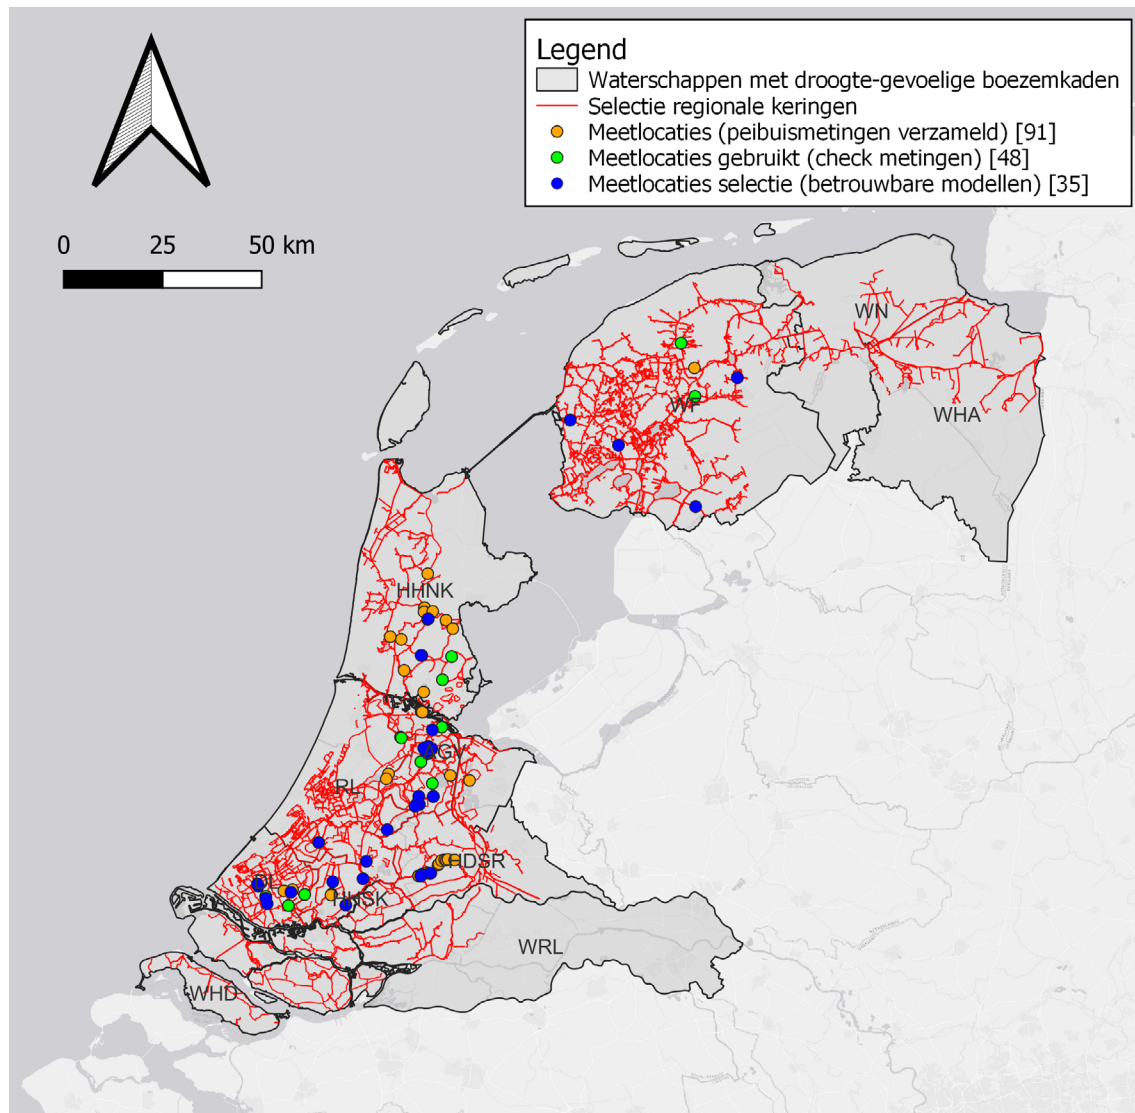 Legend
Waterschappen met droogte-gevoelige boezemkaden
Selectie regionale keringen
Meetlocaties (peibuismetingen verzameld) [91]
Meetlocaties gebruikt (check metingen) [48]
Meetlocaties selectie (betrouwbare modellen) [35]
0 25 50 km
WN
WF
WHA
HHNK
AGV
RL
HDSR
DL
HHSK
WRL
WHD